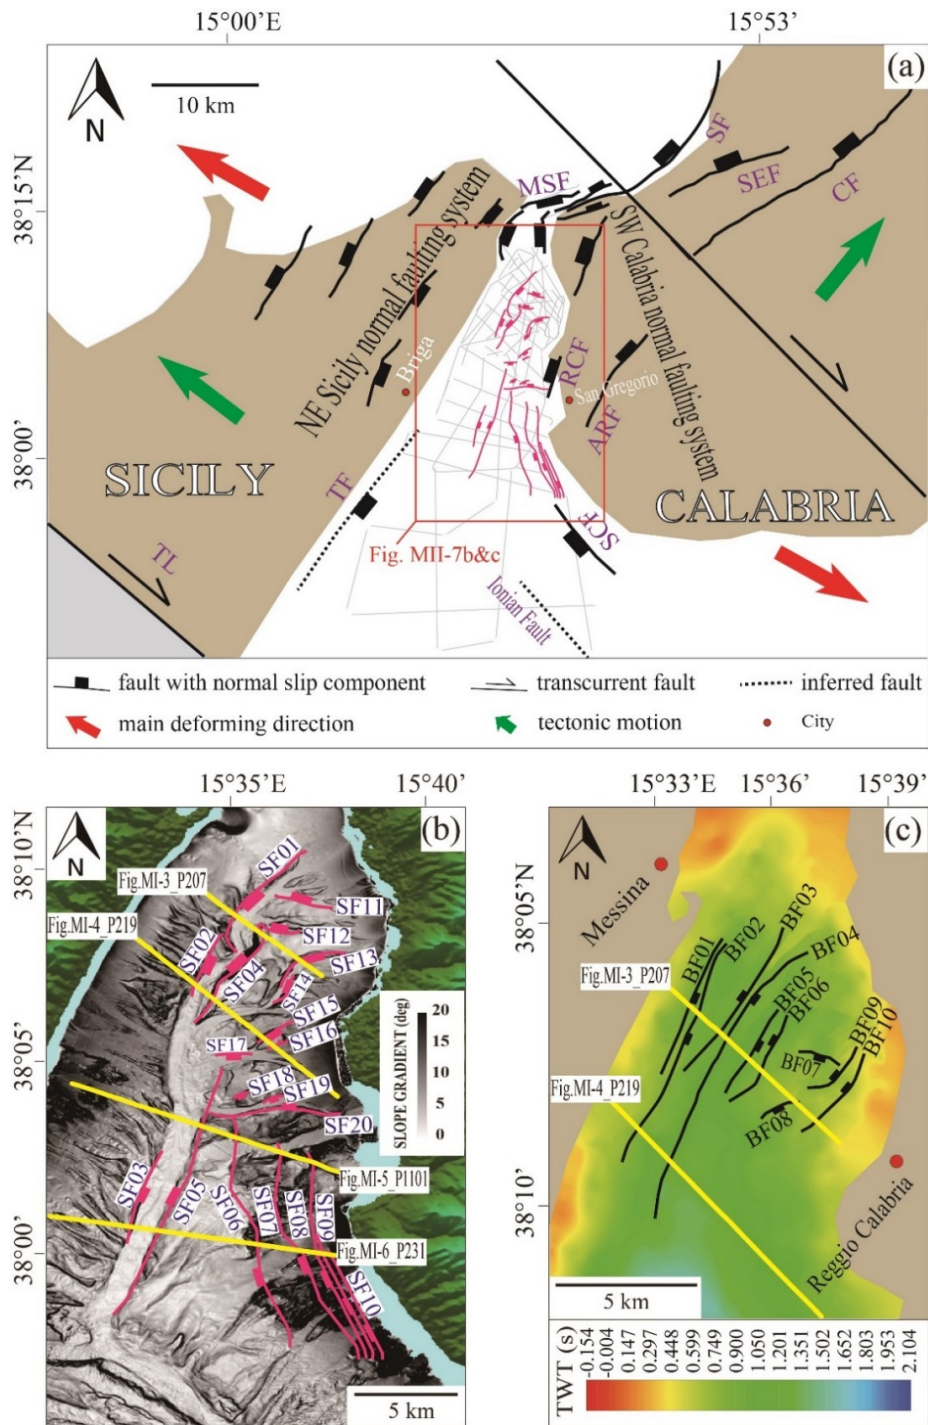 15°00'E
15°53'
(a)
N
10 km
38°15'N
38°00'
MSF
SF
SEF
CF
NE Sicily normal faulting system
SW Calabria normal faulting system
Briga
RCF
San Gregorio
ARF
SICILY
CALABRIA
TF
SCF
TL
Fig. MII-7b&c
Ionian Fault
fault with normal slip component
transcurrent fault
inferred fault
main deforming direction
tectonic motion
City
15°35'E
15°40'
(b)
N
38°10'N
38°05'
38°00'
Fig.MI-3_P207
Fig.MI-4_P219
SF01
SF11
SF12
SF02
SF04
SF13
SF14
SF15
SF16
SF17
SF18
SF19
SF20
SLOPE GRADIENT (deg)
20
10
0
Fig.MI-5_P1101
SF03
SF05
SF06
SF07
SF08
SF09
Fig.MI-6_P231
SF10
5 km
15°33'E
15°36'
15°39'
(c)
N
38°05'N
38°10'
Messina
BF01
BF02
BF03
BF04
Fig.MI-3_P207
BF05
BF06
BF09
BF10
BF07
Fig.MI-4_P219
BF08
Reggio Calabria
5 km
TWT (s)
-0.154
-0.004
0.147
0.297
0.448
0.599
0.749
0.900
1.050
1.201
1.351
1.502
1.652
1.803
1.953
2.104